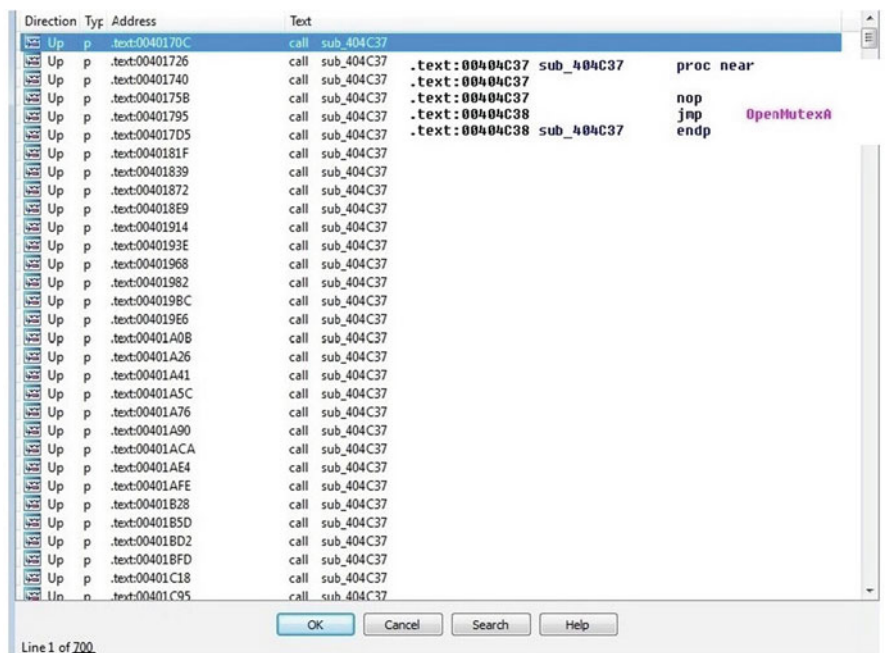 Direction Typ Address Text
Up p .text:0040170C call sub_404C37
Up p .text:00401726 call sub_404C37
Up p .text:00401740 call sub_404C37
Up p .text:0040175B call sub_404C37
Up p .text:00401795 call sub_404C37
Up p .text:004017D5 call sub_404C37
Up p .text:0040181F call sub_404C37
Up p .text:00401839 call sub_404C37
Up p .text:00401872 call sub_404C37
Up p .text:004018E9 call sub_404C37
Up p .text:00401914 call sub_404C37
Up p .text:0040193E call sub_404C37
Up p .text:00401968 call sub_404C37
Up p .text:00401982 call sub_404C37
Up p .text:004019BC call sub_404C37
Up p .text:004019E6 call sub_404C37
Up p .text:00401A0B call sub_404C37
Up p .text:00401A26 call sub_404C37
Up p .text:00401A41 call sub_404C37
Up p .text:00401A5C call sub_404C37
Up p .text:00401A76 call sub_404C37
Up p .text:00401A90 call sub_404C37
Up p .text:00401ACA call sub_404C37
Up p .text:00401AE4 call sub_404C37
Up p .text:00401AFE call sub_404C37
Up p .text:00401B28 call sub_404C37
Up p .text:00401B5D call sub_404C37
Up p .text:00401BD2 call sub_404C37
Up p .text:00401BFD call sub_404C37
Up p .text:00401C18 call sub_404C37
Up p .text:00401C95 call sub_404C37
.text:00404C37 sub_404C37 proc near
.text:00404C37
.text:00404C37 nop
.text:00404C38 jmp OpenMutexA
.text:00404C38 sub_404C37 endp
OK Cancel Search Help
Line 1 of 700